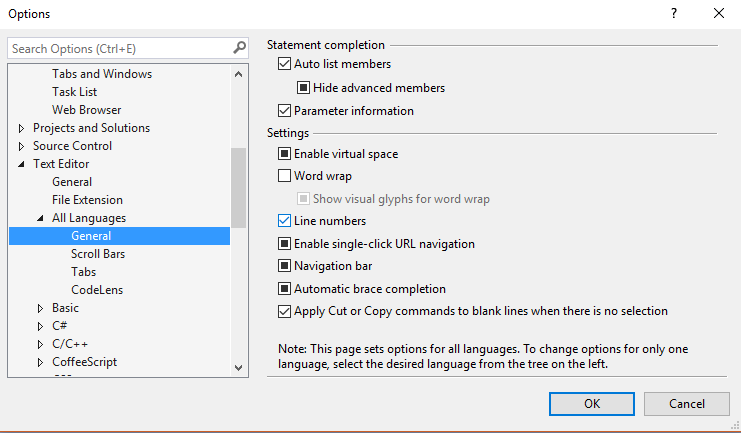 Options
? 
Search Options (Ctrl+E)
Tabs and Windows
Task List
Web Browser
Projects and Solutions
Source Control
Text Editor
General
File Extension
All Languages
General
Scroll Bars
Tabs
CodeLens
Basic
C#
C/C++
CoffeeScript
Statement completion
Auto list members
Hide advanced members
Parameter information
Settings
Enable virtual space
Word wrap
Show visual glyphs for word wrap
Line numbers
Enable single-click URL navigation
Navigation bar
Automatic brace completion
Apply Cut or Copy commands to blank lines when there is no selection
Note: This page sets options for all languages. To change options for only one
language, select the desired language from the tree on the left.
OK
Cancel